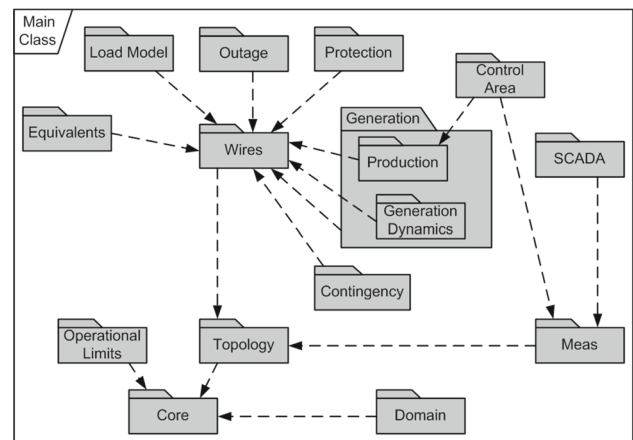 Main
Class
Load Model
Outage
Protection
Control
Area
Equivalents
Wires
Generation
Production
SCADA
Generation
Dynamics
Contingency
Operational
Limits
Topology
Meas
Core
Domain